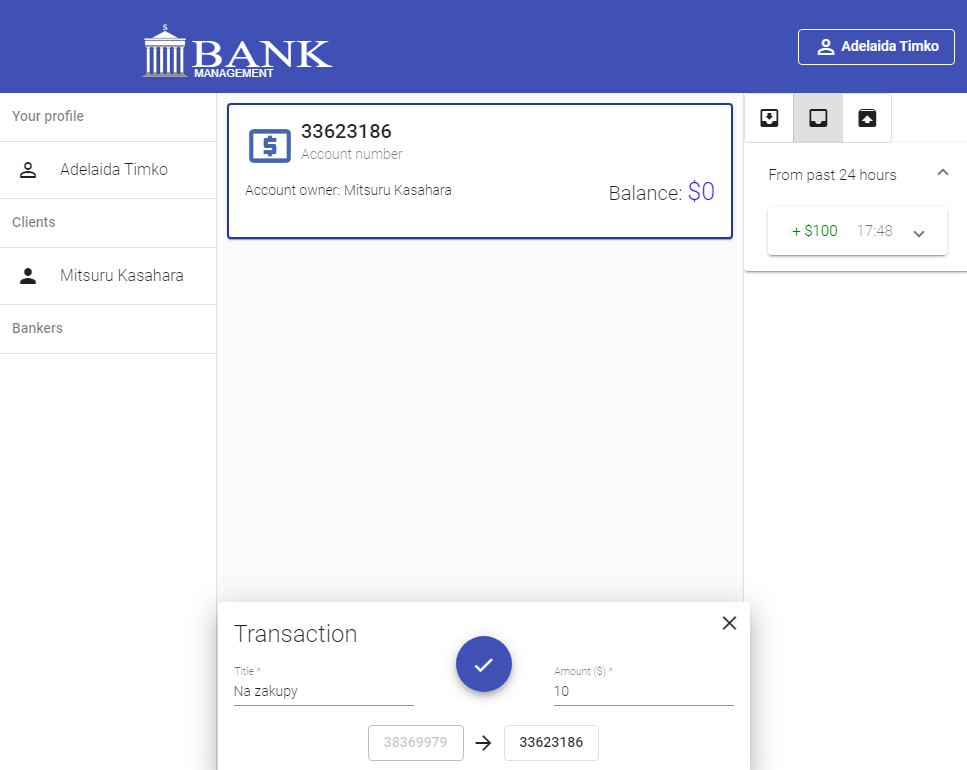 S
BANK
MANAGEMENT
Adelaida Timko
Your profile
Adelaida Timko
Clients
Mitsuru Kasahara
Bankers
33623186
Account number
Account owner: Mitsuru Kasahara
Balance: $0
From past 24 hours
+ $100 17:48
Transaction
Title *
Na zakupy
Amount ($) *
10
38369979
33623186